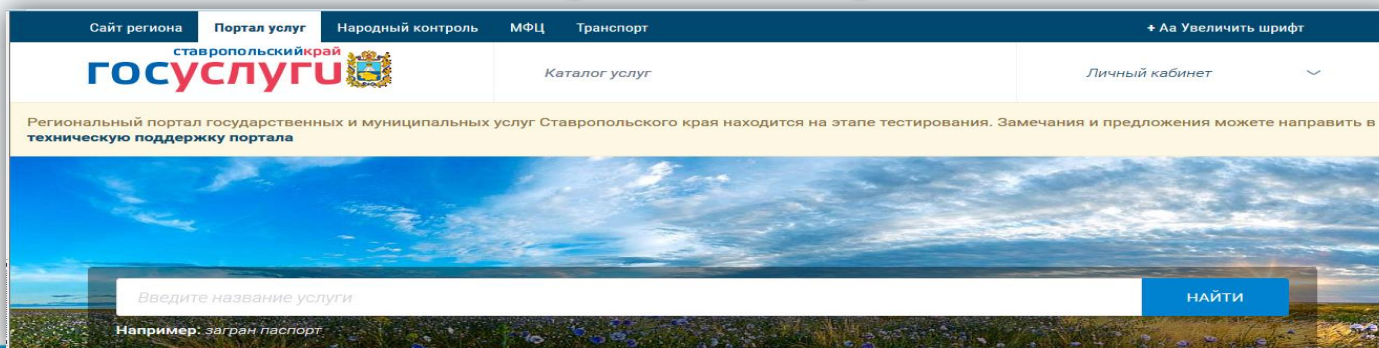 Сайт региона Портал услуг Народный контроль МФЦ Транспорт + Аа Увеличить шрифт
ставропольскийкрай
госуслуги
Каталог услуг Личный кабинет
Региональный портал государственных и муниципальных услуг Ставропольского края находится на этапе тестирования. Замечания и предложения можете направить в
техническую поддержку портала
Введите название услуги НАЙТИ
Например: загран паспорт